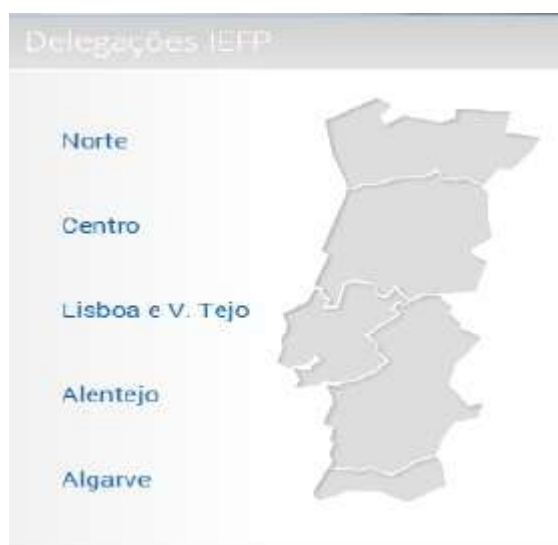 Delegações IEFP
Norte
Centro
Lisboa e V. Tejo
Alentejo
Algarve